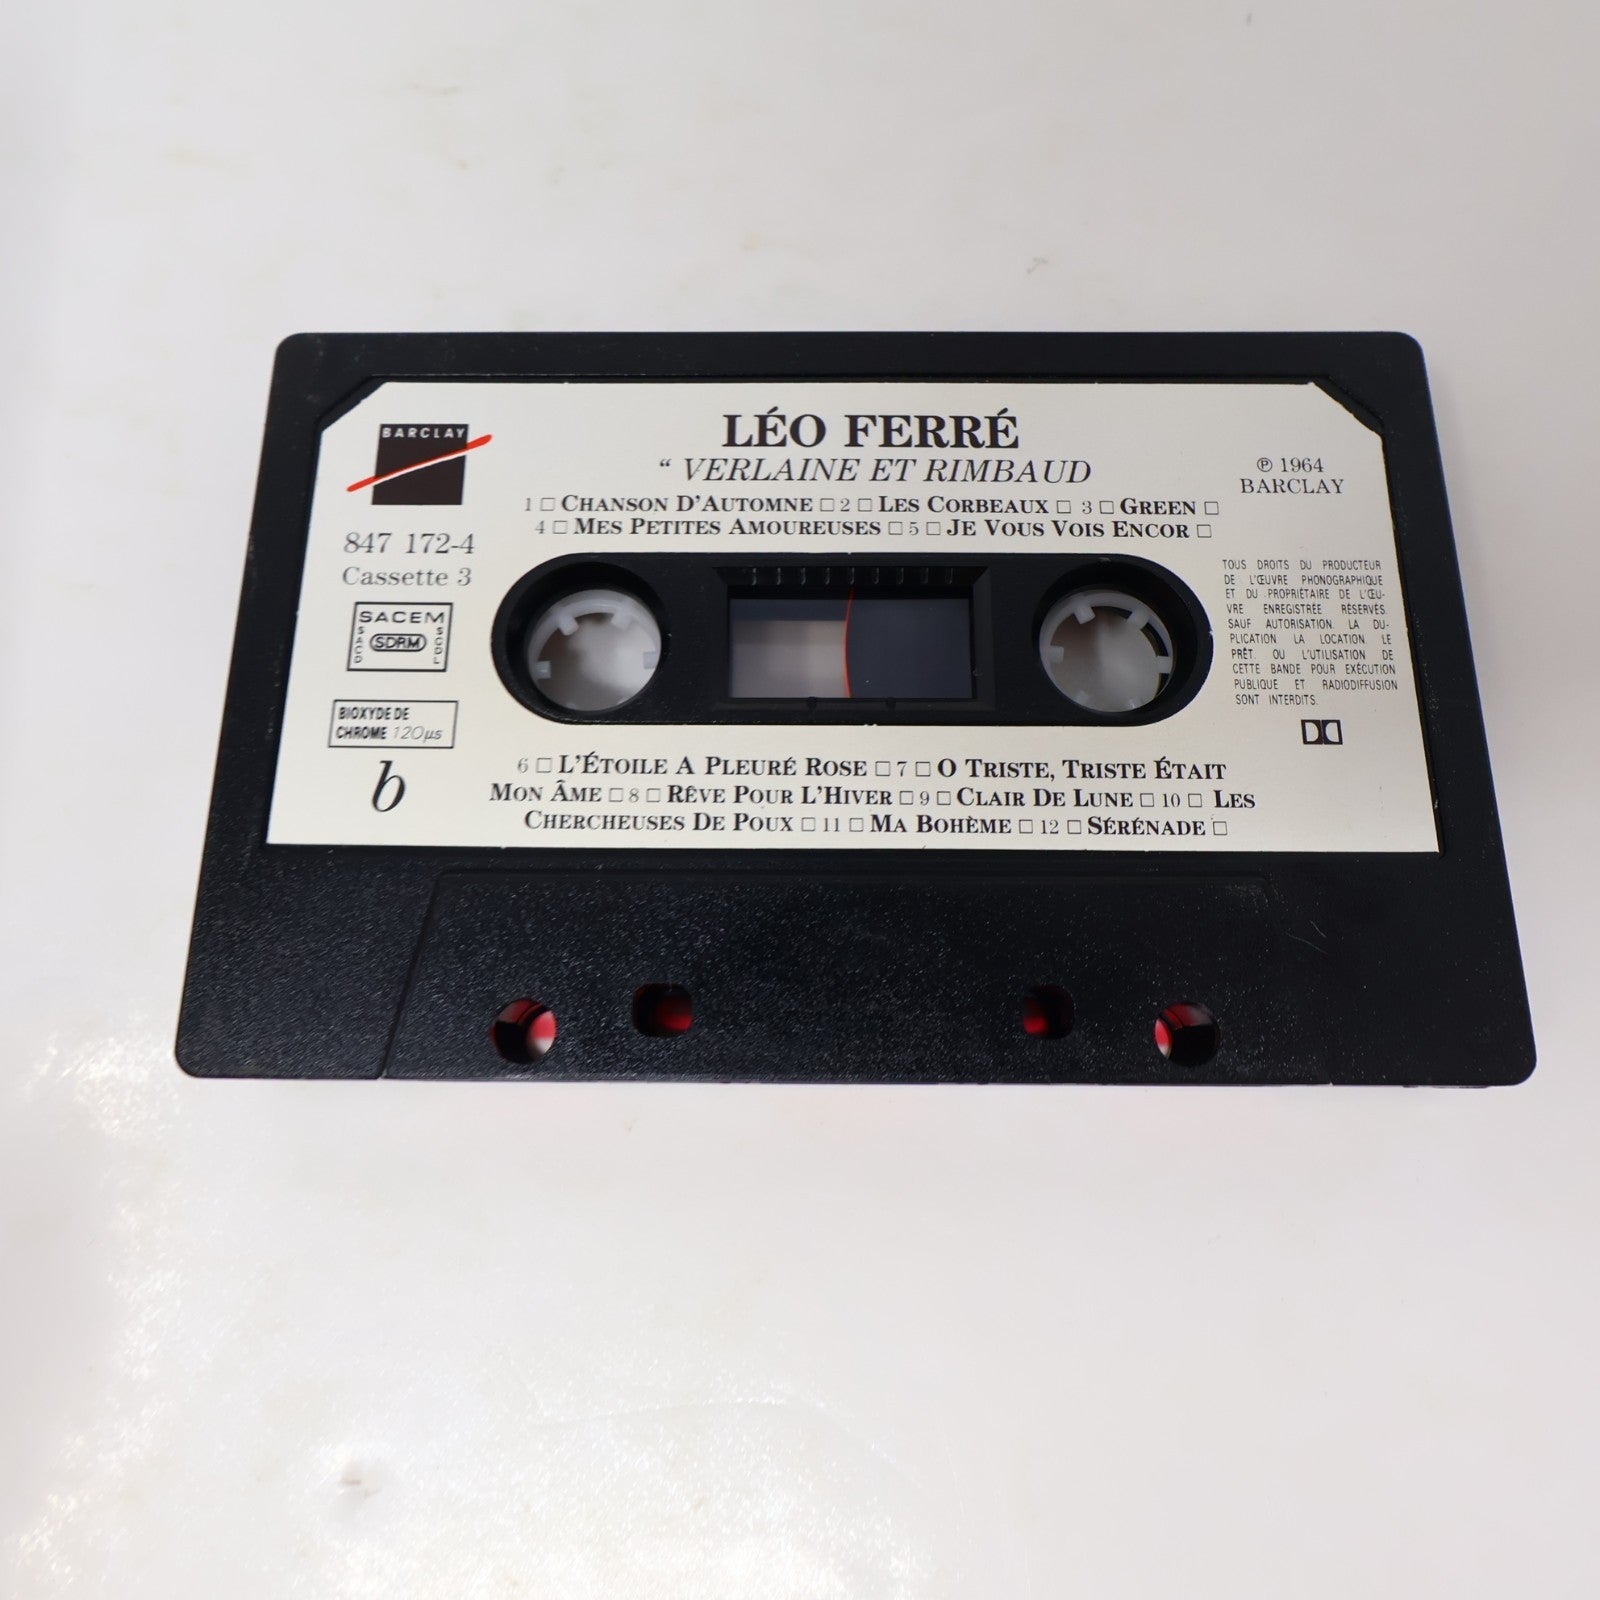 BARCLAY
LÉO FERRÉ
“ VERLAINE ET RIMBAUD
℗ 1964
BARCLAY
1 □ CHANSON D'AUTOMNE □ 2 □ LES CORBEAUX □ 3 □ GREEN □
4 □ MES PETITES AMOUREUSES □ 5 □ JE VOUS VOIS ENCOR □
847 172-4
Cassette 3
SACEM
SACD
SDRM
SCDL
BIOXYDE DE
CHROME 120µs
b
TOUS DROITS DU PRODUCTEUR
DE L'ŒUVRE PHONOGRAPHIQUE
ET DU PROPRIÉTAIRE DE L'ŒU-
VRE ENREGISTRÉE RÉSERVÉS.
SAUF AUTORISATION. LA DU-
PLICATION LA LOCATION. LE
PRÊT. OU L'UTILISATION DE
CETTE BANDE POUR EXÉCUTION
PUBLIQUE ET RADIODIFFUSION
SONT INTERDITS.
6 □ L'ÉTOILE A PLEURÉ ROSE □ 7 □ O TRISTE, TRISTE ÉTAIT
MON ÂME □ 8 □ RÊVE POUR L'HIVER □ 9 □ CLAIR DE LUNE □ 10 □ LES
CHERCHEUSES DE POUX □ 11 □ MA BOHÈME □ 12 □ SÉRÉNADE □